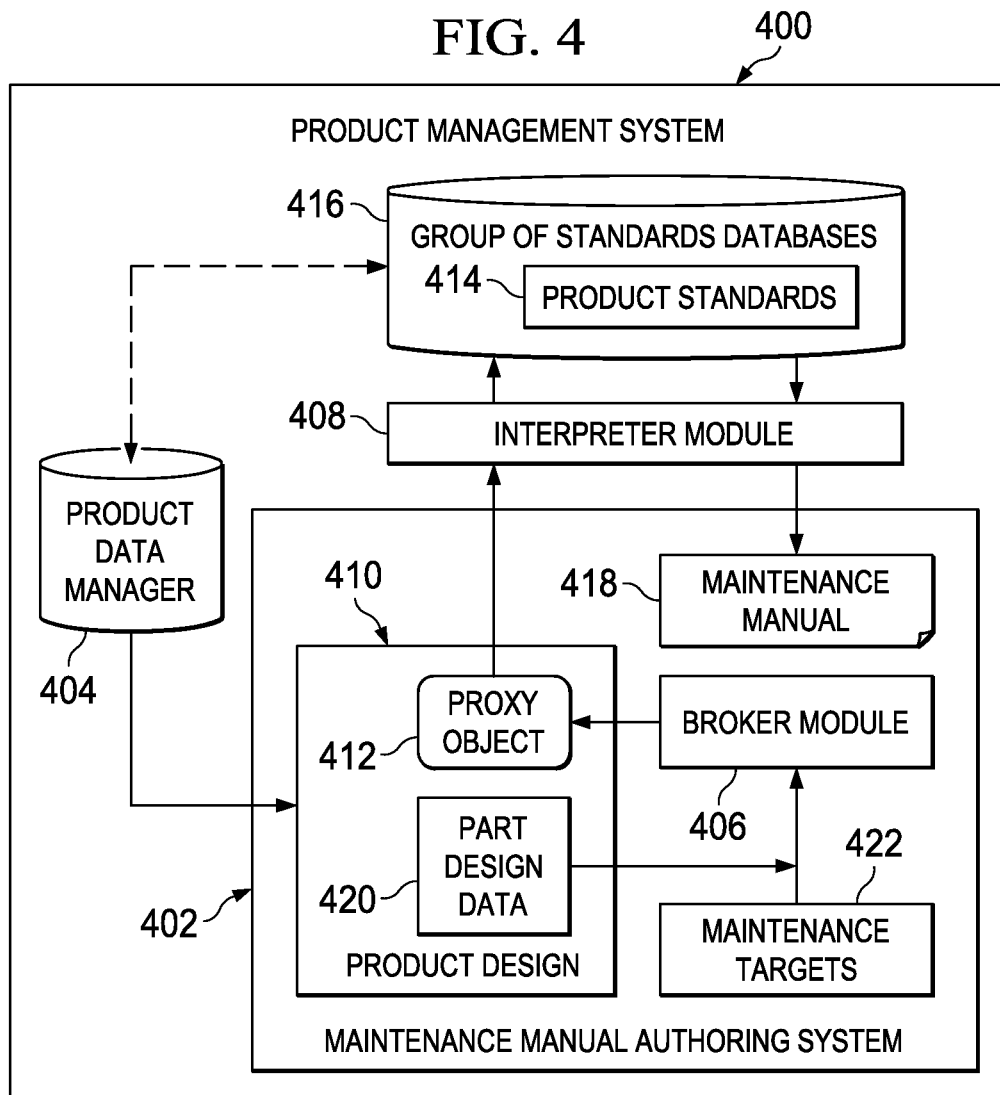 FIG. 4
400
PRODUCT MANAGEMENT SYSTEM
416
GROUP OF STANDARDS DATABASES
414
PRODUCT STANDARDS
408
INTERPRETER MODULE
PRODUCT
DATA
MANAGER
404
410
418
MAINTENANCE
MANUAL
PROXY
OBJECT
412
BROKER MODULE
406
PART
DESIGN
DATA
420
422
402
MAINTENANCE
TARGETS
PRODUCT DESIGN
MAINTENANCE MANUAL AUTHORING SYSTEM